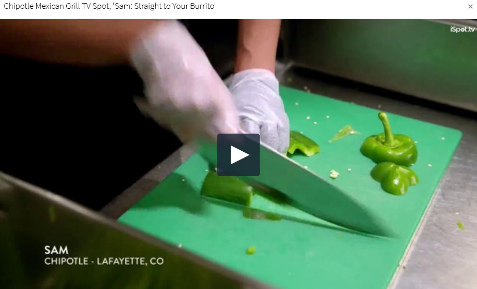 Chipotle Mexican Grill TV Spot, 'Sam: Straight to Your Burrito'
iSpot.tv
SAM
CHIPOTLE - LAFAYETTE, CO